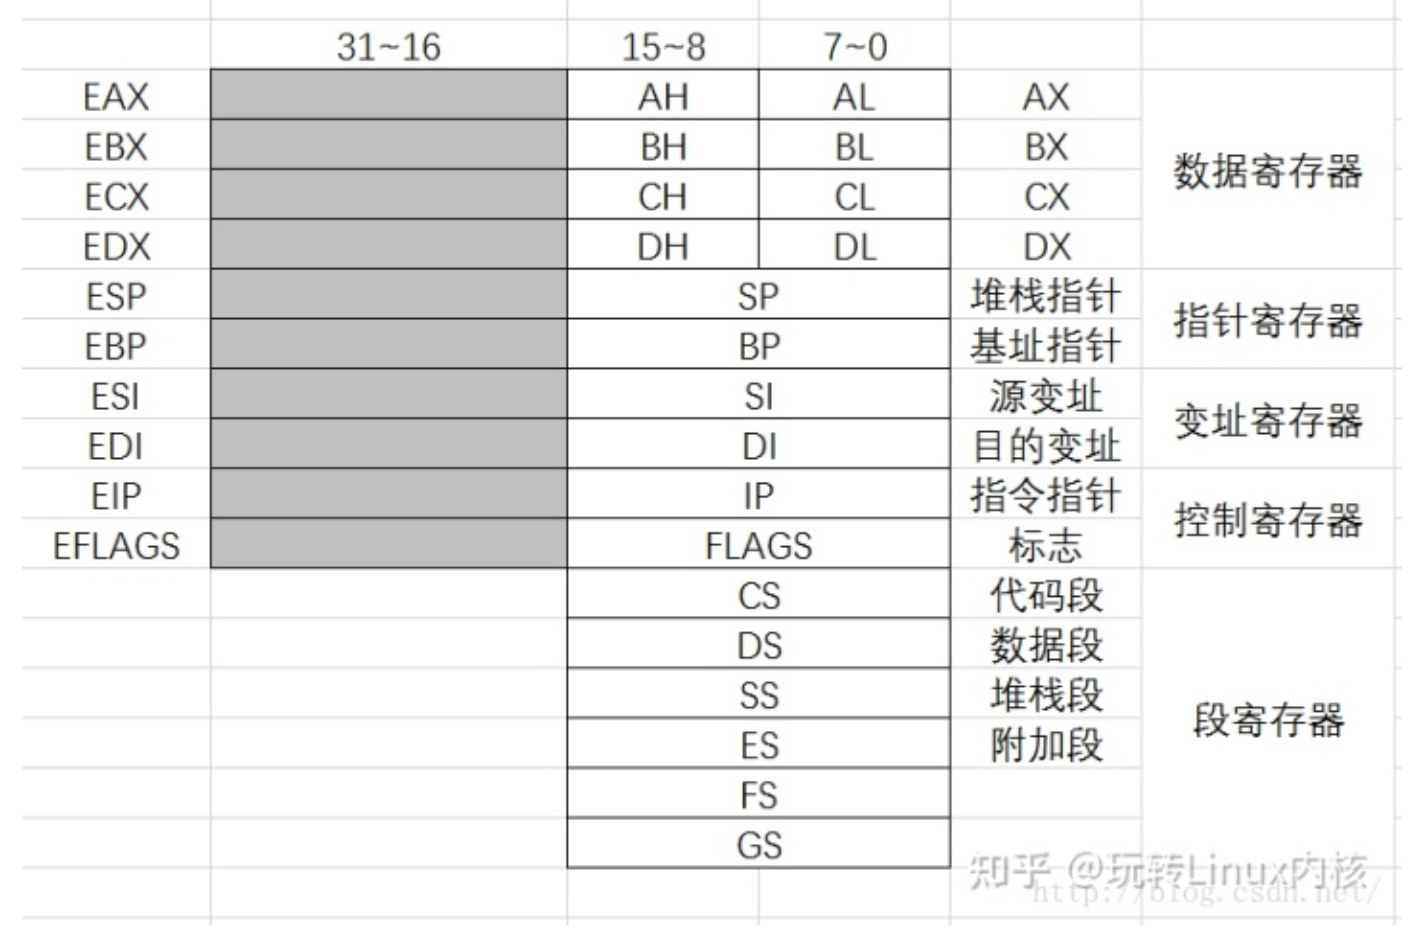 31~16 15~8 7~0
EAX AH AL AX
EBX BH BL BX
数据寄存器
ECX CH CL CX
EDX DH DL DX
ESP SP 堆栈指针
指针寄存器
EBP BP 基址指针
ESI SI 源变址
变址寄存器
EDI DI 目的变址
EIP IP 指令指针
控制寄存器
EFLAGS FLAGS 标志
CS 代码段
DS 数据段
SS 堆栈段
段寄存器
ES 附加段
FS
GS
知乎 @玩转Linux内核
http://blog.csdn.net/